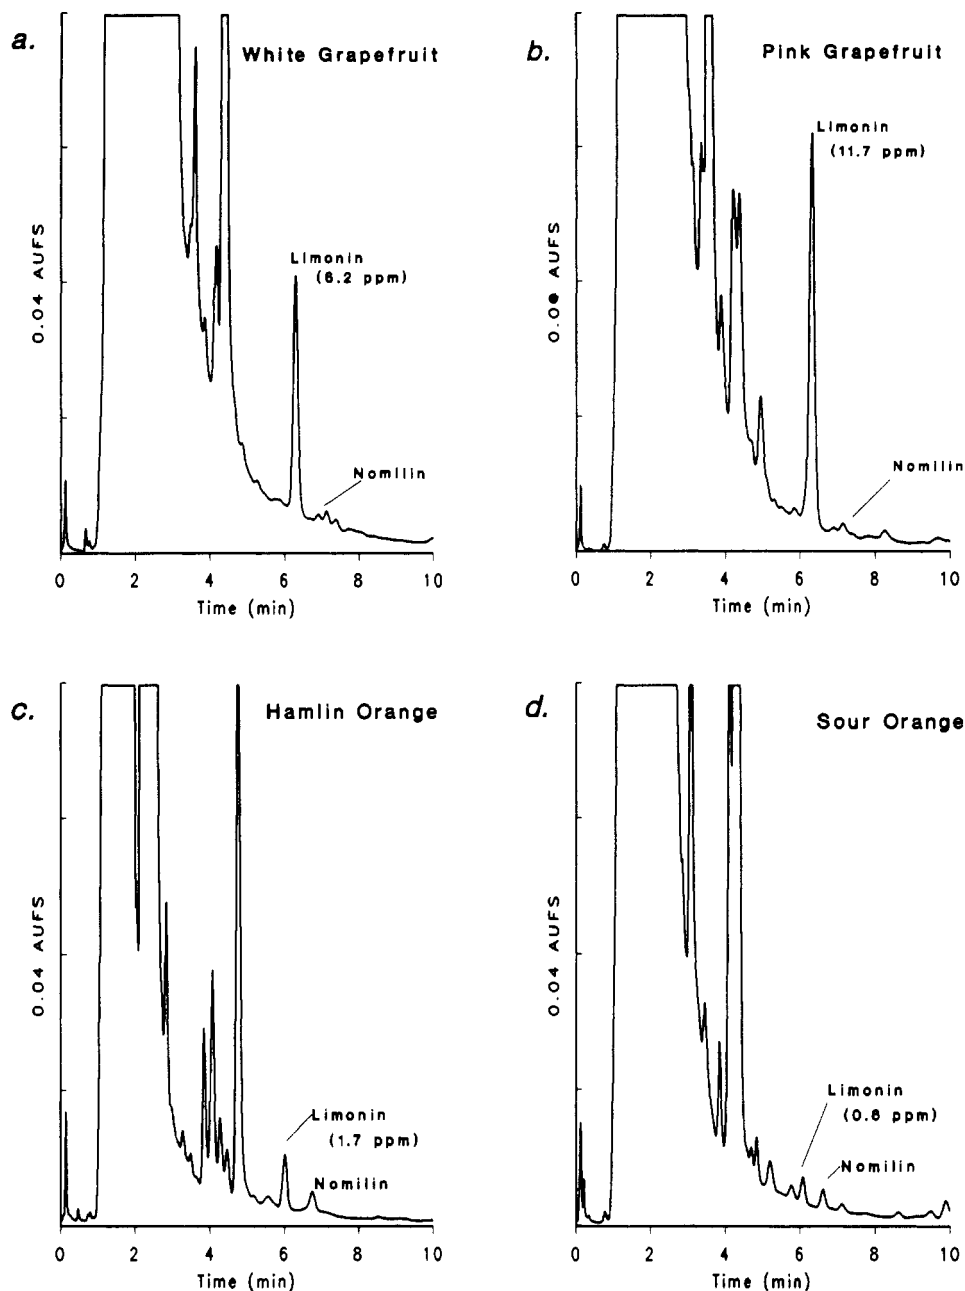 a.
White Grapefruit
Limonin
(6.2 ppm)
Nomilin
0.04 AUFS
0 2 4 6 8 10
Time (min)
b.
Pink Grapefruit
Limonin
(11.7 ppm)
Nomilin
AUFS
0 2 4 6 8 10
Time (min)
c.
Hamlin Orange
Limonin
(1.7 ppm)
Nomilin
0.04 AUFS
0 2 4 6 8 10
Time (min)
d.
Sour Orange
Limonin
(0.6 ppm)
Nomilin
0.04 AUFS
0 2 4 6 8 10
Time (min)